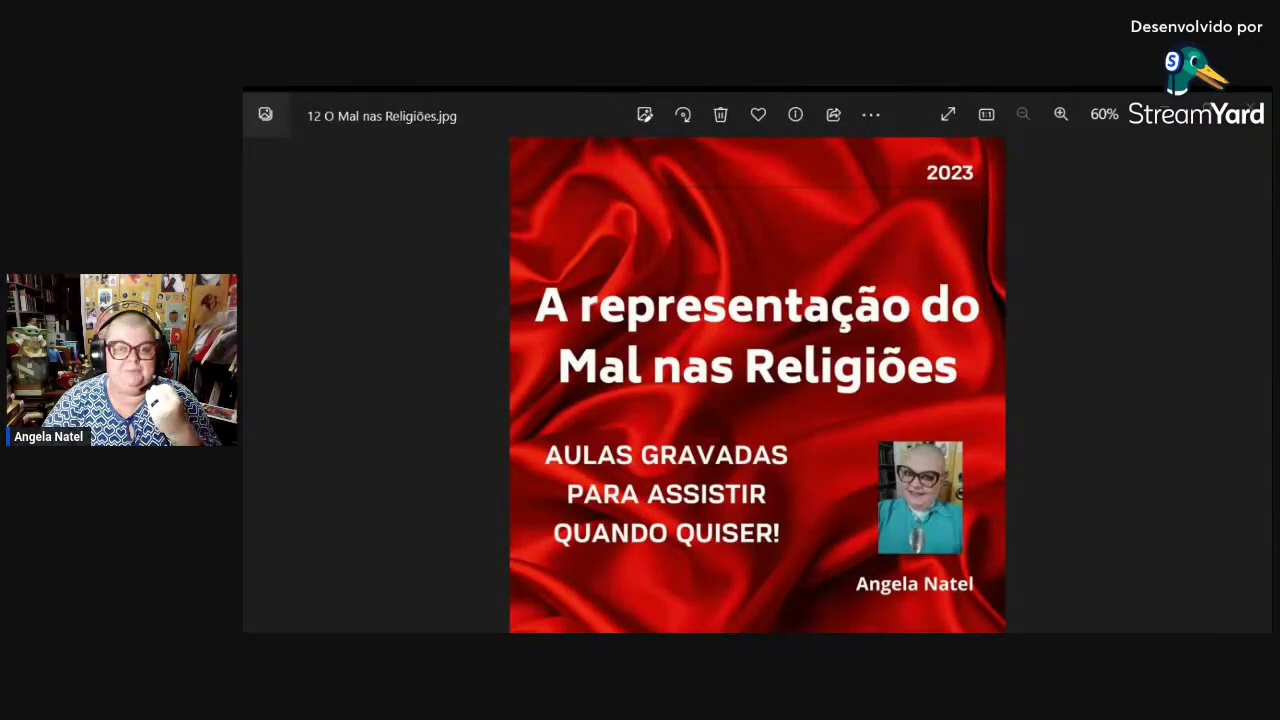 Desenvolvido por
StreamYard
12 O Mal nas Religiões.jpg
60%
2023
A representação do
Mal nas Religiões
AULAS GRAVADAS
PARA ASSISTIR
QUANDO QUISER!
Angela Natel
Angela Natel